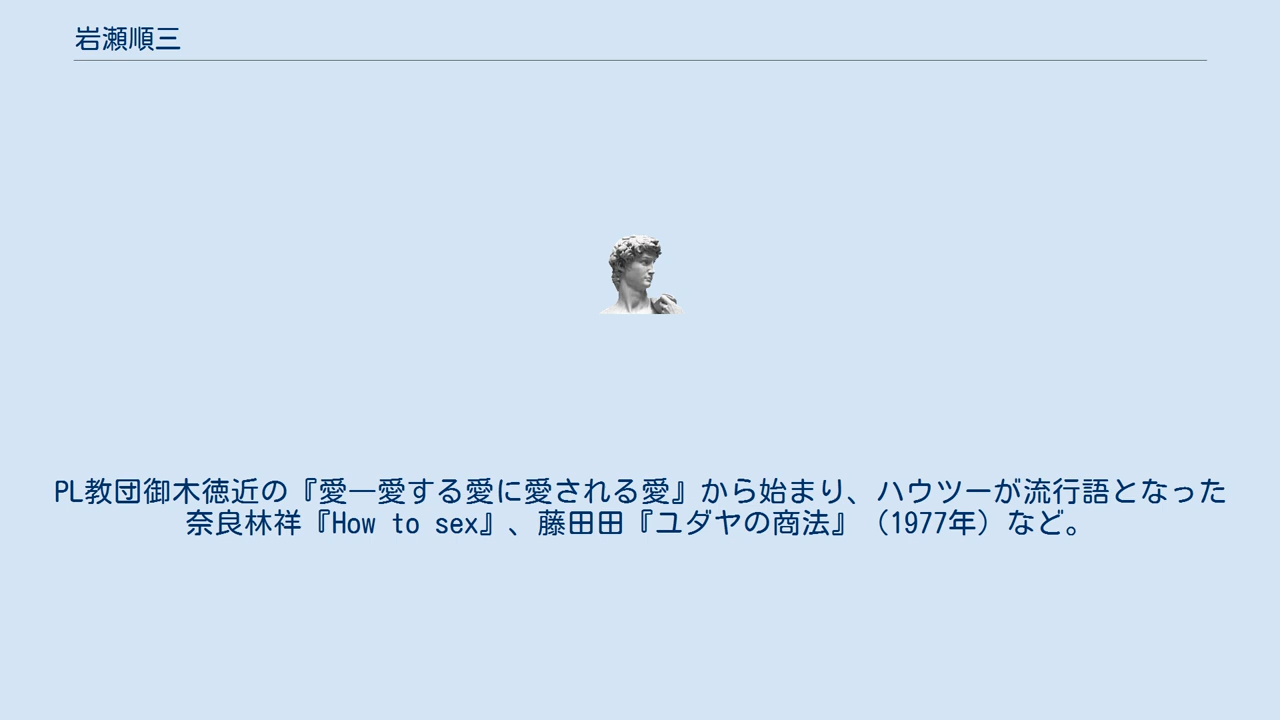 岩瀬順三
PL教団御木徳近の『愛―愛する愛に愛される愛』から始まり、ハウツーが流行語となった
奈良林祥『How to sex』、藤田田『ユダヤの商法』（1977年）など。